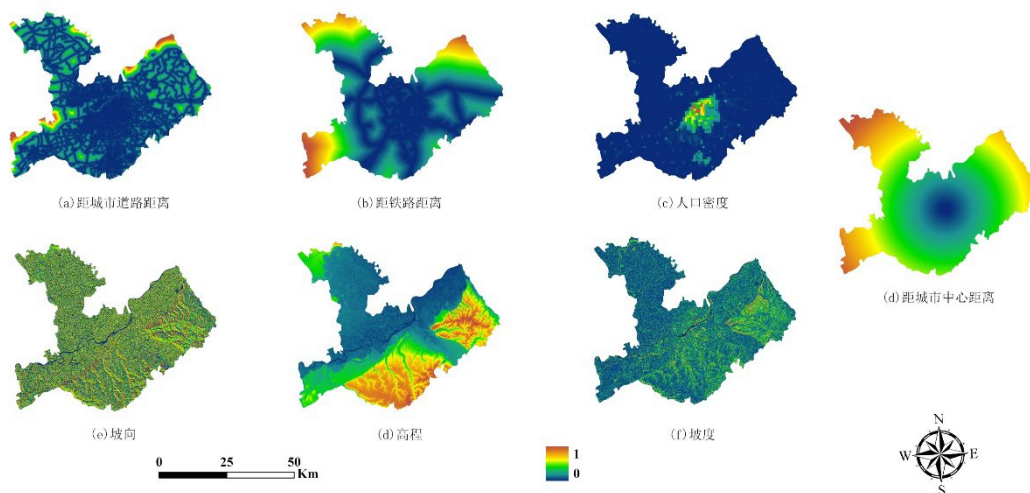 (a)距城市道路距离
(b)距铁路距离
(c)人口密度
(d)距城市中心距离
(e)坡向
(d)高程
(f)坡度
0 25 50
Km
1
0
N
W E
S